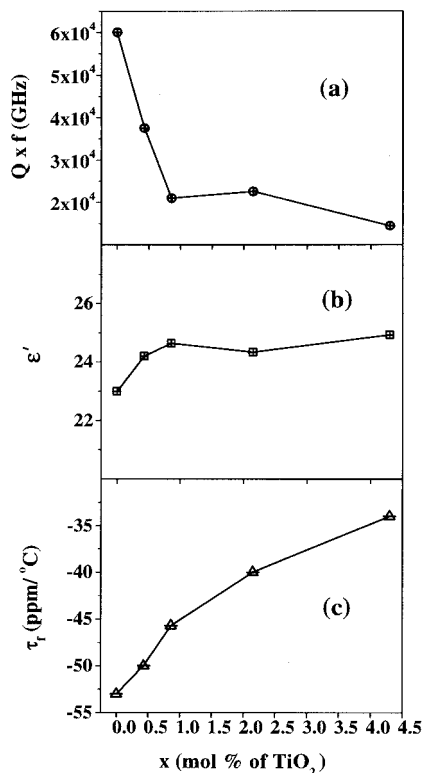 6x10⁴
5x10⁴
4x10⁴
3x10⁴
2x10⁴
Q x f (GHz)
(a)
26
24
22
ε'
(b)
-35
-40
-45
-50
-55
τf (ppm/°C)
(c)
0.0 0.5 1.0 1.5 2.0 2.5 3.0 3.5 4.0 4.5
x (mol % of TiO₂)